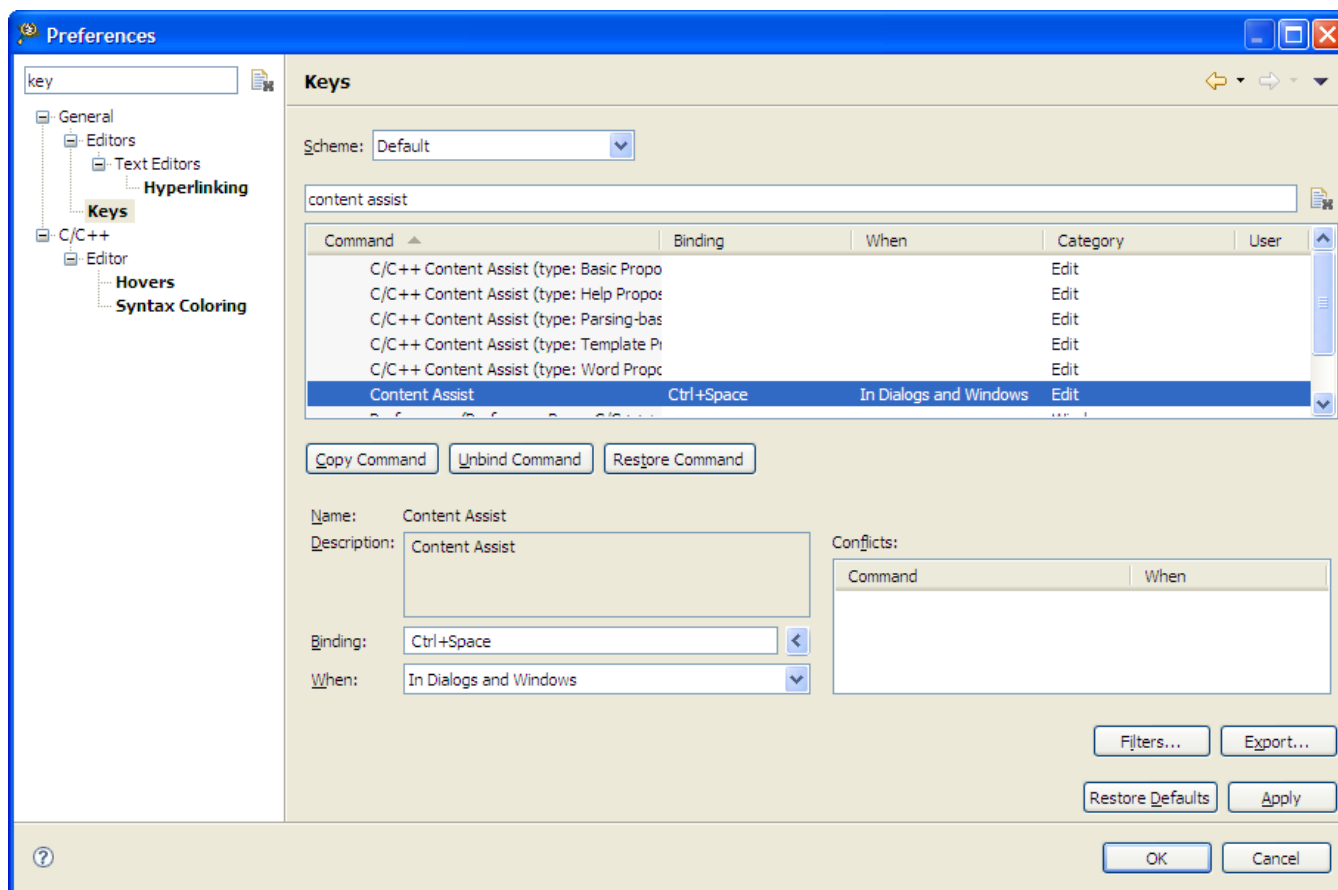 Preferences
key
General
Editors
Text Editors
Hyperlinking
Keys
C/C++
Editor
Hovers
Syntax Coloring
Keys
Scheme: Default
content assist
Command Binding When Category User
C/C++ Content Assist (type: Basic Propo Edit
C/C++ Content Assist (type: Help Propos Edit
C/C++ Content Assist (type: Parsing-bas Edit
C/C++ Content Assist (type: Template Pr Edit
C/C++ Content Assist (type: Word Propo Edit
Content Assist Ctrl+Space In Dialogs and Windows Edit
Copy Command Unbind Command Restore Command
Name: Content Assist
Description: Content Assist
Conflicts:
Command When
Binding: Ctrl+Space
When: In Dialogs and Windows
Filters... Export...
Restore Defaults Apply
OK Cancel